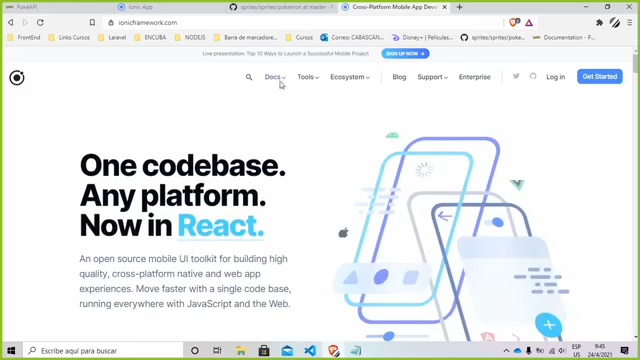 PokéAPI
Ionic App
sprites/sprites/pokemon at master
Cross-Platform Mobile App Deve
ionicframework.com
FrontEnd
Links Cursos
Laravel
ENCUBA
NODEJS
Barra de marcadore
Cursos
Correo: CABASCAN
Disney+ | Películas
sprites/sprites/poke
Documentation - P
Live presentation: Top 10 Ways to Launch a Successful Mobile Project
SIGN UP NOW
Docs
Tools
Ecosystem
Blog
Support
Enterprise
Log in
Get Started
One codebase.
Any platform.
Now in React.
An open source mobile UI toolkit for building high
quality, cross-platform native and web app
experiences. Move faster with a single code base,
running everywhere with JavaScript and the Web.
Escribe aquí para buscar
ESP
US
9:45
24/4/2021